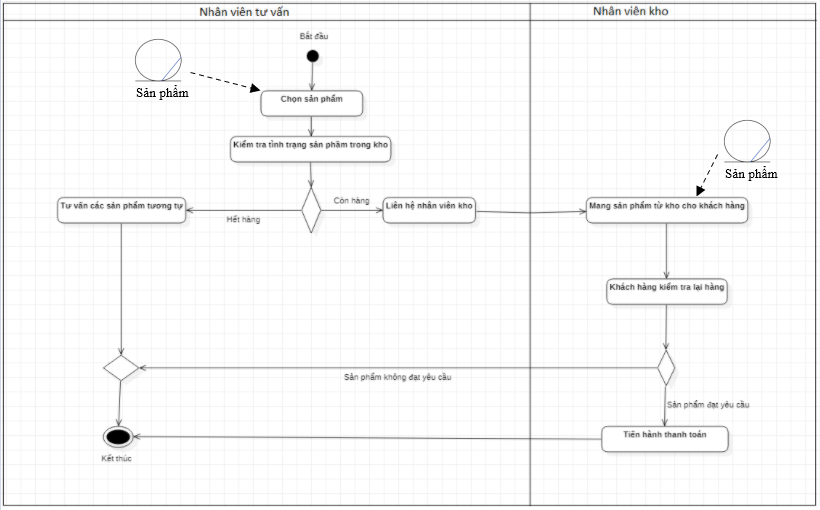 Nhân viên tư vấn
Nhân viên kho
Bắt đầu
Sản phẩm
Chọn sản phẩm
Kiểm tra tình trạng sản phẩm trong kho
Sản phẩm
Tư vấn các sản phẩm tương tự
Hết hàng
Còn hàng
Liên hệ nhân viên kho
Mang sản phẩm từ kho cho khách hàng
Khách hàng kiểm tra lại hàng
Sản phẩm không đạt yêu cầu
Sản phẩm đạt yêu cầu
Tiến hành thanh toán
Kết thúc